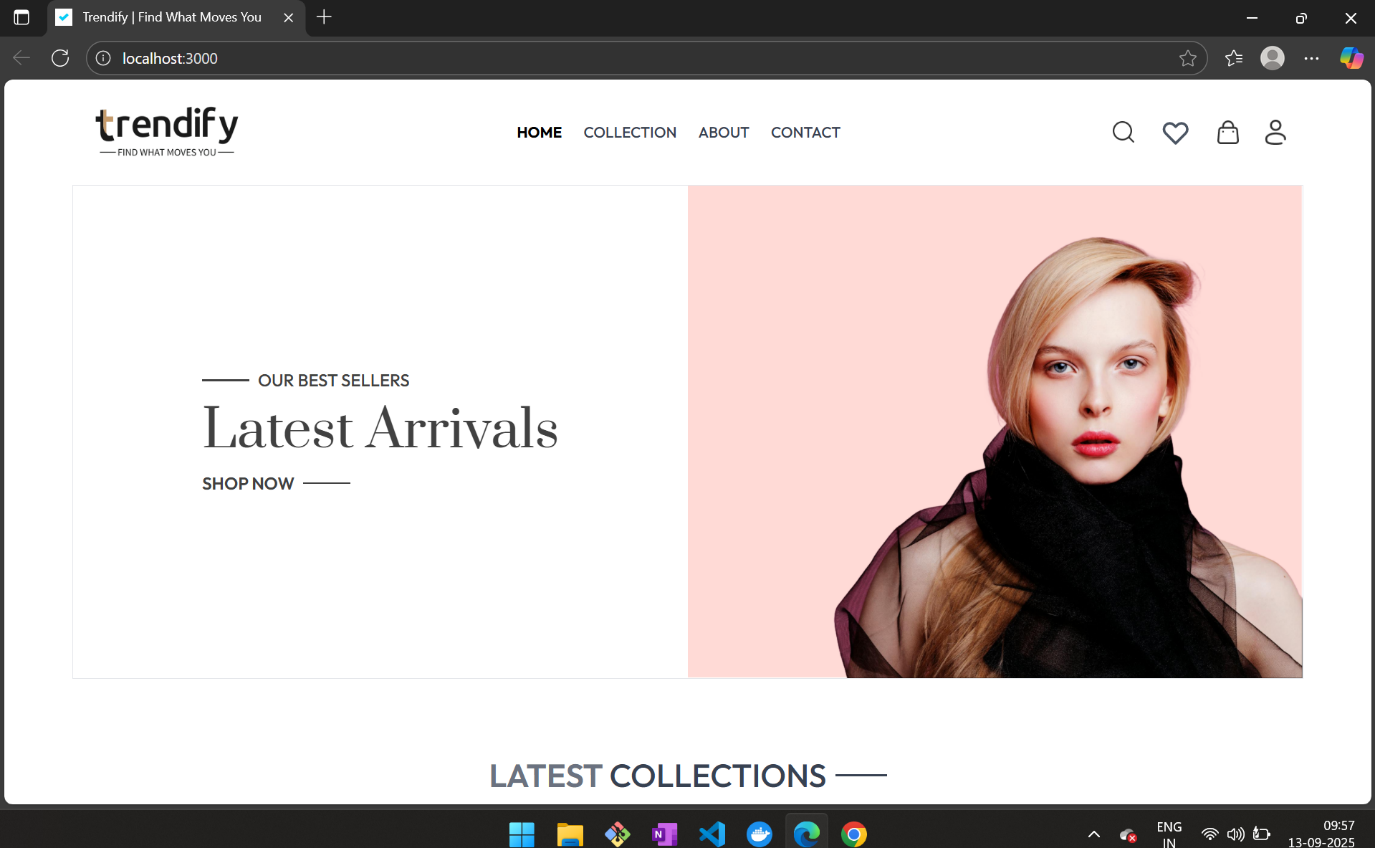 Trendify | Find What Moves You
localhost:3000
trendify
FIND WHAT MOVES YOU
HOME COLLECTION ABOUT CONTACT
OUR BEST SELLERS
Latest Arrivals
SHOP NOW
LATEST COLLECTIONS
N
ENG
IN
09:57
13-09-2025